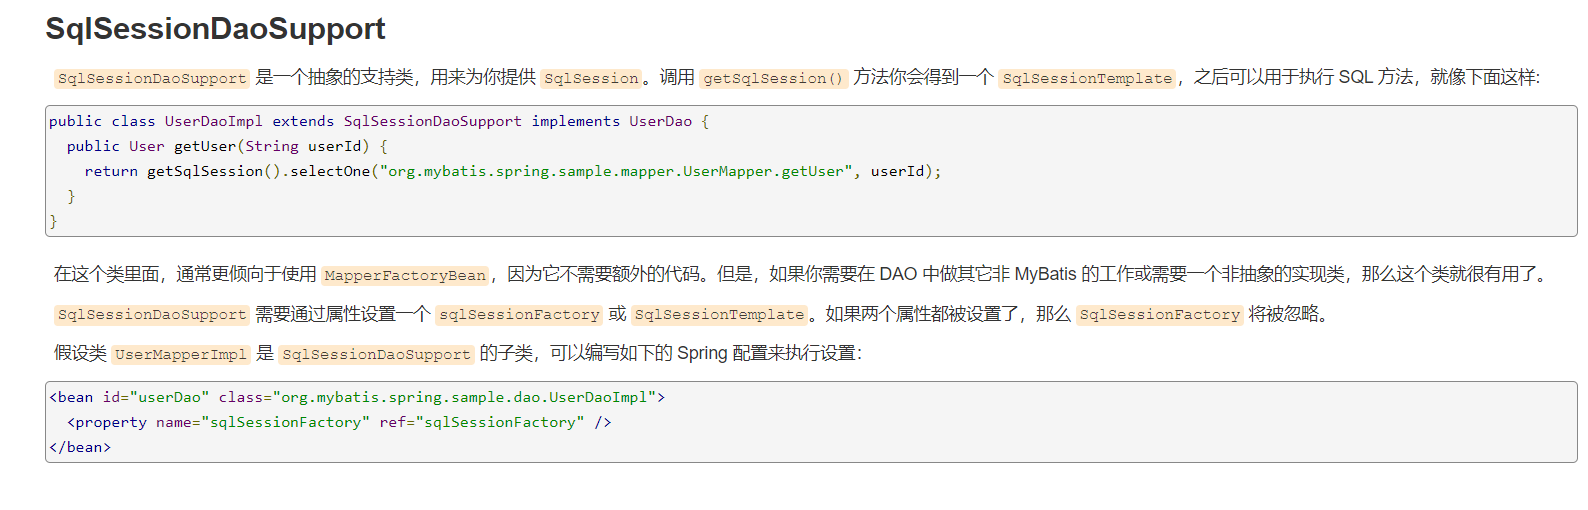 SqlSessionDaoSupport
SqlSessionDaoSupport 是一个抽象的支持类，用来为你提供 SqlSession。调用 getSqlSession() 方法你会得到一个 SqlSessionTemplate，之后可以用于执行 SQL 方法，就像下面这样:
public class UserDaoImpl extends SqlSessionDaoSupport implements UserDao {
  public User getUser(String userId) {
    return getSqlSession().selectOne("org.mybatis.spring.sample.mapper.UserMapper.getUser", userId);
  }
}
在这个类里面，通常更倾向于使用 MapperFactoryBean，因为它不需要额外的代码。但是，如果你需要在 DAO 中做其它非 MyBatis 的工作或需要一个非抽象的实现类，那么这个类就很有用了。
SqlSessionDaoSupport 需要通过属性设置一个 sqlSessionFactory 或 SqlSessionTemplate。如果两个属性都被设置了，那么 SqlSessionFactory 将被忽略。
假设类 UserMapperImpl 是 SqlSessionDaoSupport 的子类，可以编写如下的 Spring 配置来执行设置：
<bean id="userDao" class="org.mybatis.spring.sample.dao.UserDaoImpl">
  <property name="sqlSessionFactory" ref="sqlSessionFactory" />
</bean>